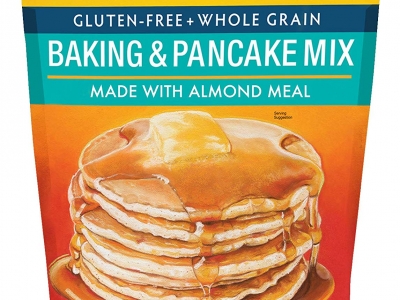 GLUTEN-FREE + WHOLE GRAIN
BAKING & PANCAKE MIX
MADE WITH ALMOND MEAL
Serving
Suggestion